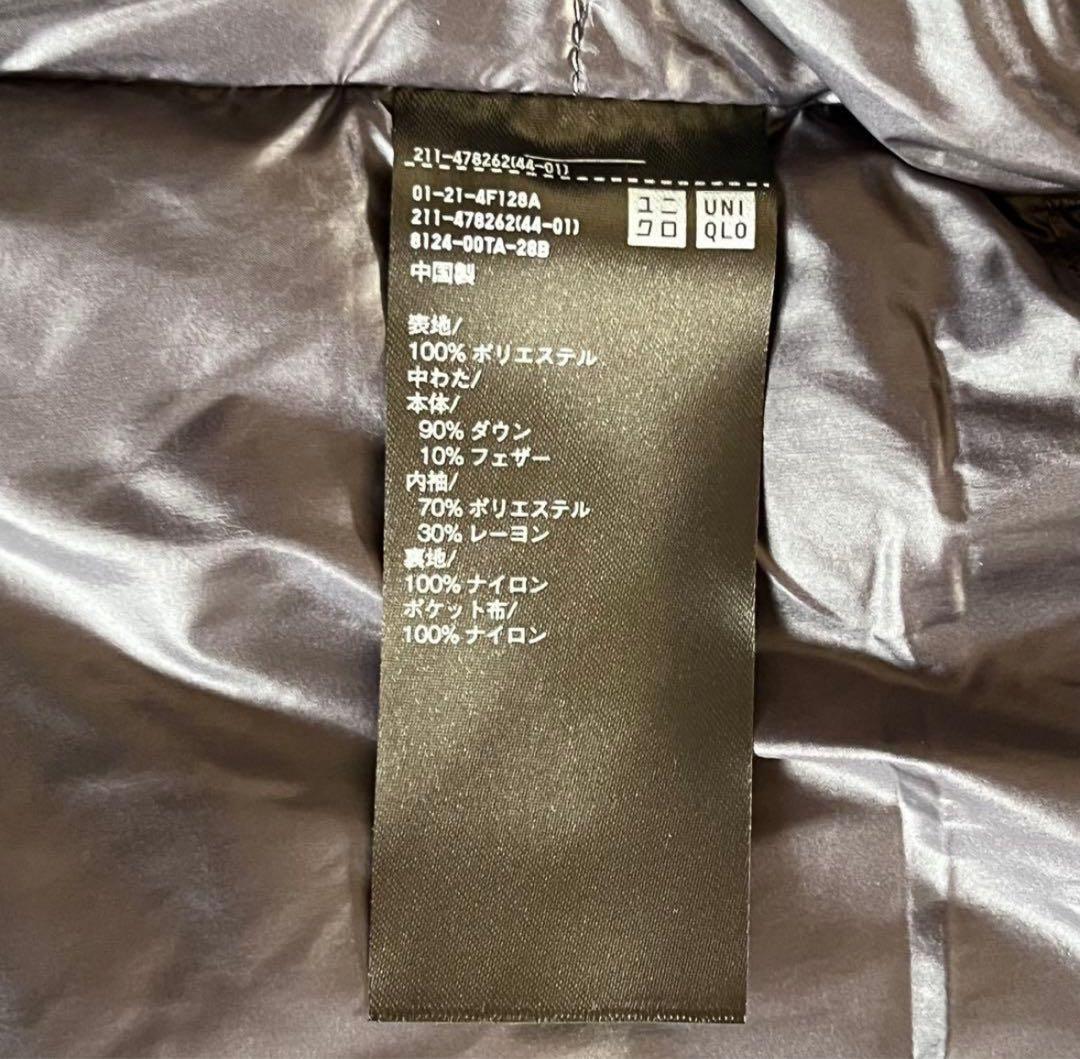 211-478262(44-01)
01-21-4F128A
211-478262(44-01)
8124-00TA-28B
中国製
ユニ
クロ
UNI
QLO
表地/
100% ポリエステル
中わた/
本体/
90% ダウン
10% フェザー
内袖/
70% ポリエステル
30% レーヨン
裏地/
100% ナイロン
ポケット布/
100% ナイロン